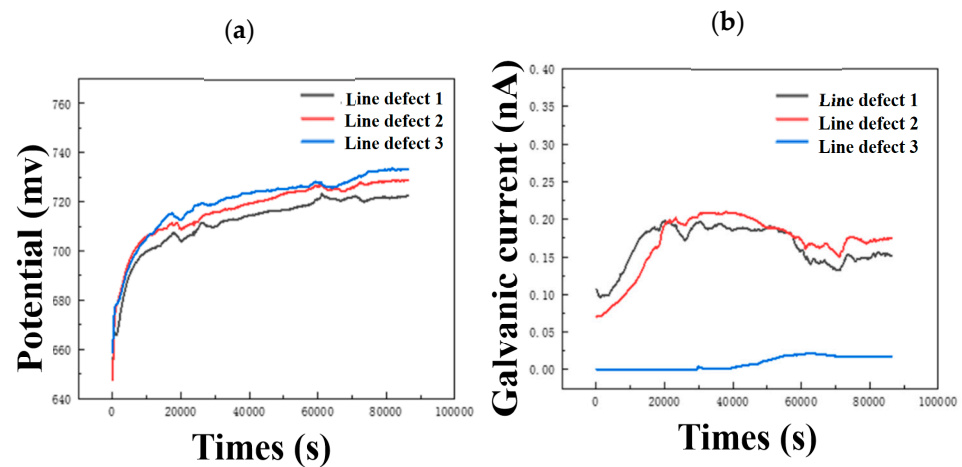 (a)
Potential (mv)
760
740
720
700
680
660
640
Line defect 1
Line defect 2
Line defect 3
0 20000 40000 60000 80000 100000
Times (s)
(b)
Galvanic current (nA)
0.40
0.35
0.30
0.25
0.20
0.15
0.10
0.05
0.00
Line defect 1
Line defect 2
Line defect 3
0 20000 40000 60000 80000 100000
Times (s)